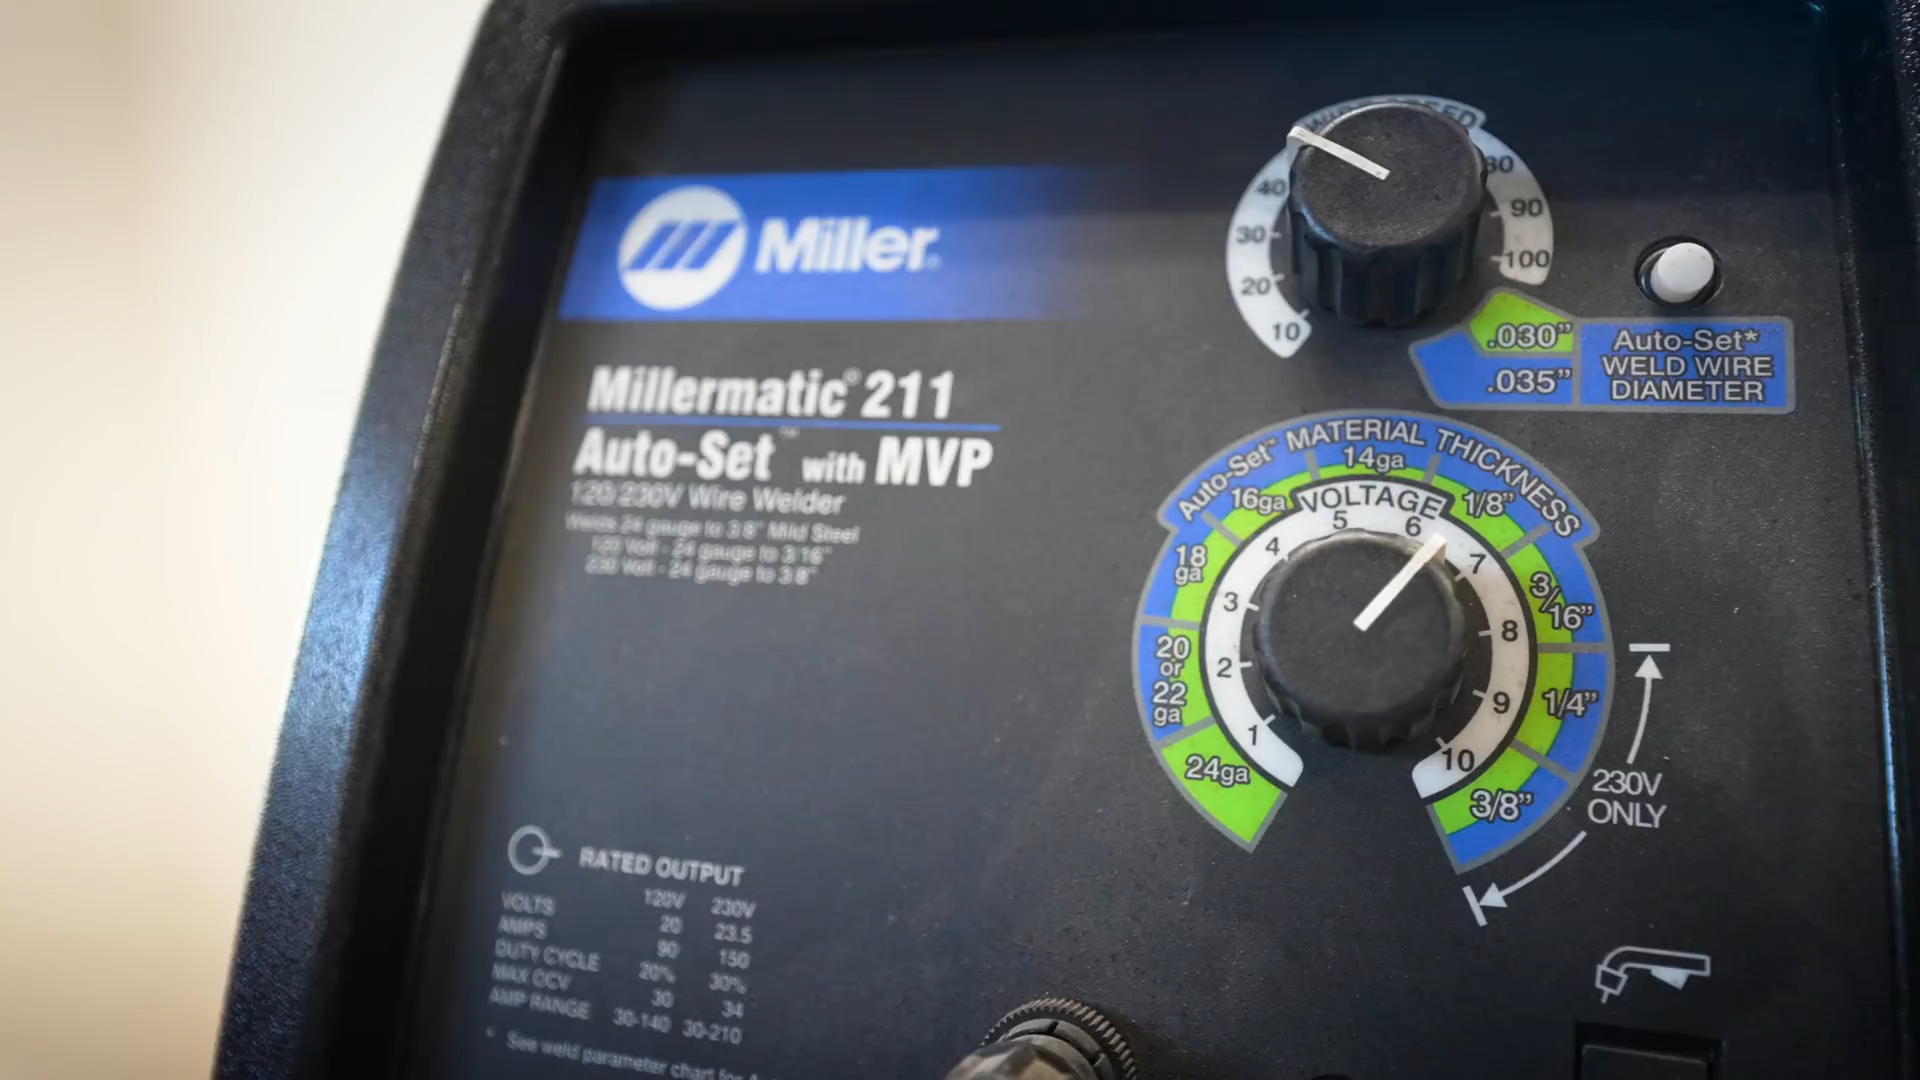 Miller®
Millermatic® 211
Auto-Set™ with MVP
120/230V Wire Welder
Welds 24 gauge to 3/8" Mild Steel
120 Volt - 24 gauge to 3/16"
230 Volt - 24 gauge to 3/8"
RATED OUTPUT
120V 230V
VOLTS 20 23.5
AMPS 90 150
DUTY CYCLE 20% 30%
MAX OCV 30 34
AMP RANGE 30-140 30-210
* See weld parameter chart for
10
20
30
40
80
90
100
.030"
.035"
Auto-Set*
WELD WIRE
DIAMETER
Auto-Set™ MATERIAL THICKNESS
24ga
20
or
22
ga
18
ga
16ga
14ga
1/8"
3/16"
1/4"
3/8"
VOLTAGE
1
2
3
4
5
6
7
8
9
10
230V
ONLY